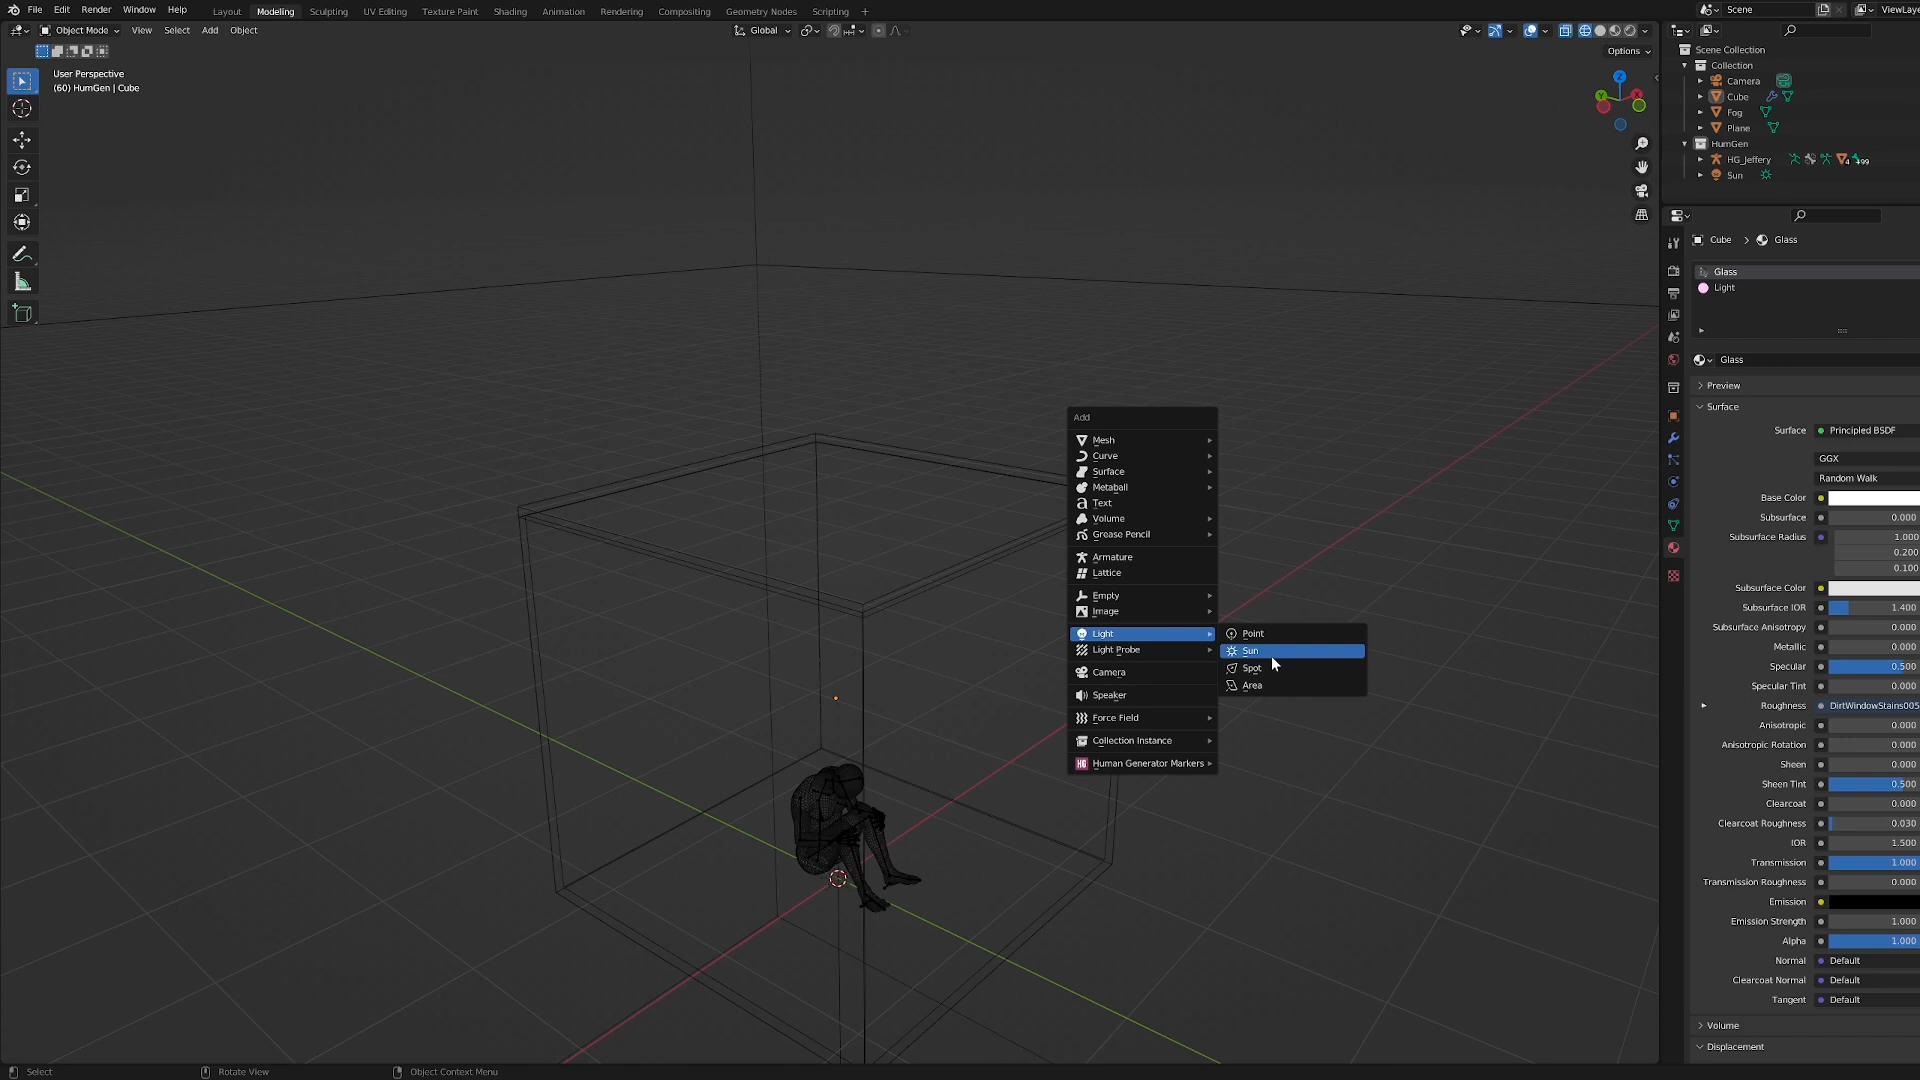 File Edit Render Window Help Layout Modeling Sculpting UV Editing Texture Paint Shading Animation Rendering Compositing Geometry Nodes Scripting + Scene ViewLaye
Object Mode View Select Add Object Global
Options
User Perspective
(60) HumGen | Cube
Z
Y
X
Add
Mesh
Curve
Surface
Metaball
Text
Volume
Grease Pencil
Armature
Lattice
Empty
Image
Light
Light Probe
Camera
Speaker
Force Field
Collection Instance
HG Human Generator Markers
Point
Sun
Spot
Area
Scene Collection
Collection
Camera
Cube
Fog
Plane
HumGen
HG_Jeffery 4 +99
Sun
Cube > Glass
Glass
Light
Glass
Preview
Surface
Surface Principled BSDF
GGX
Random Walk
Base Color
Subsurface 0.000
Subsurface Radius 1.000
0.200
0.100
Subsurface Color
Subsurface IOR 1.400
Subsurface Anisotropy 0.000
Metallic 0.000
Specular 0.500
Specular Tint 0.000
Roughness DirtWindowStains005
Anisotropic 0.000
Anisotropic Rotation 0.000
Sheen 0.000
Sheen Tint 0.500
Clearcoat 0.000
Clearcoat Roughness 0.030
IOR 1.500
Transmission 1.000
Transmission Roughness 0.000
Emission
Emission Strength 1.000
Alpha 1.000
Normal Default
Clearcoat Normal Default
Tangent Default
Volume
Displacement
Select Rotate View Object Context Menu